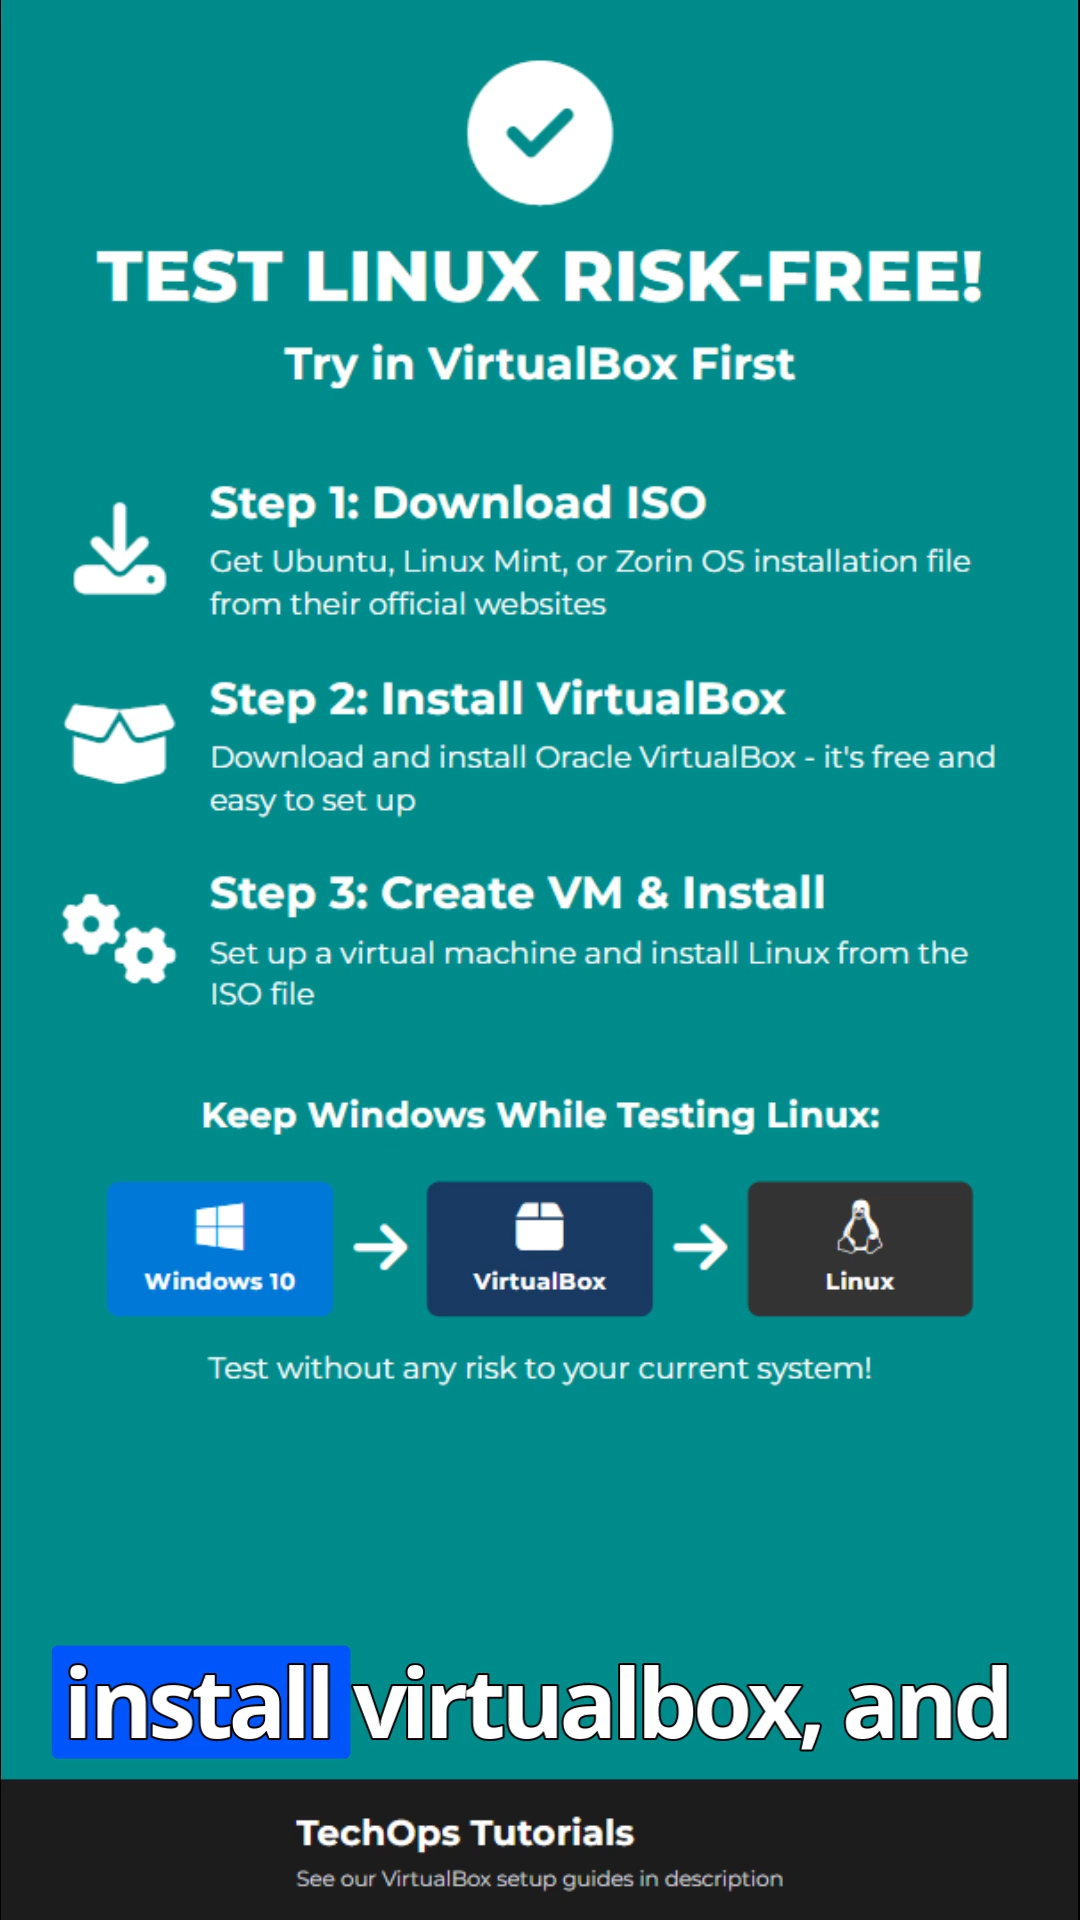 TEST LINUX RISK-FREE!
Try in VirtualBox First
Step 1: Download ISO
Get Ubuntu, Linux Mint, or Zorin OS installation file
from their official websites
Step 2: Install VirtualBox
Download and install Oracle VirtualBox - it's free and
easy to set up
Step 3: Create VM & Install
Set up a virtual machine and install Linux from the
ISO file
Keep Windows While Testing Linux:
Windows 10
VirtualBox
Linux
Test without any risk to your current system!
install virtualbox, and
TechOps Tutorials
See our VirtualBox setup guides in description